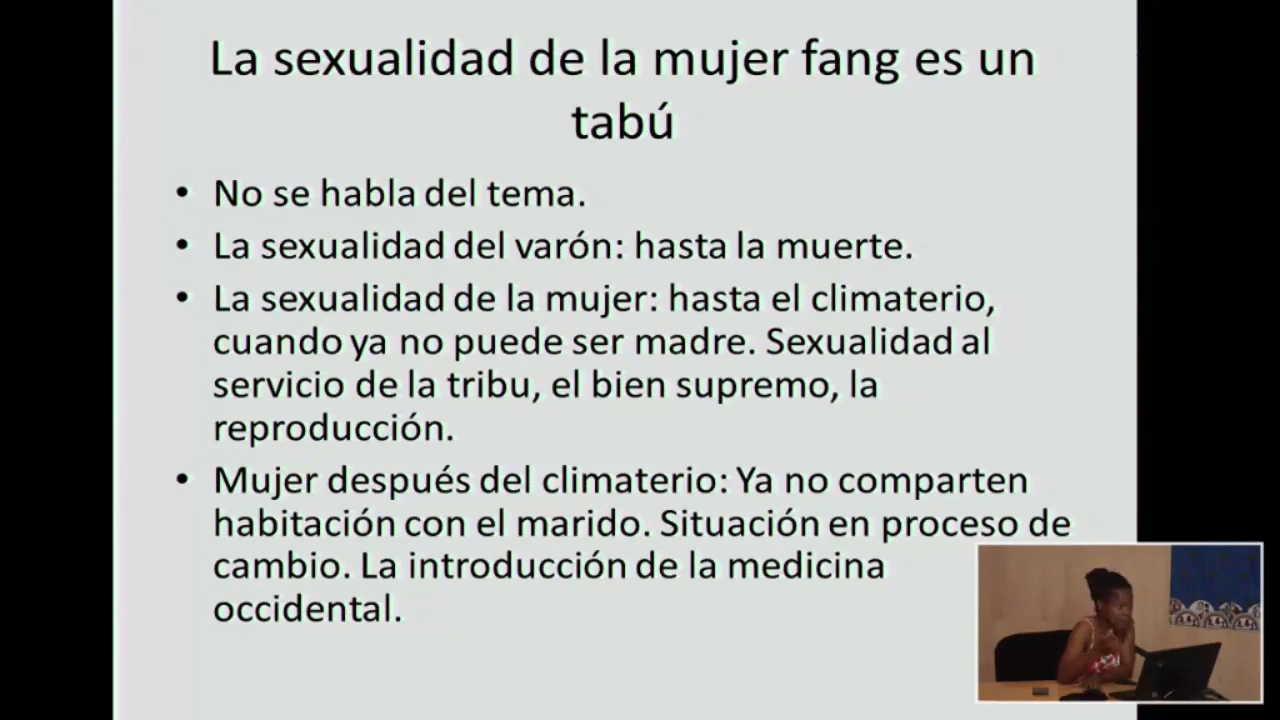 La sexualidad de la mujer fang es un
tabú
• No se habla del tema.
• La sexualidad del varón: hasta la muerte.
• La sexualidad de la mujer: hasta el climaterio,
cuando ya no puede ser madre. Sexualidad al
servicio de la tribu, el bien supremo, la
reproducción.
• Mujer después del climaterio: Ya no comparten
habitación con el marido. Situación en proceso de
cambio. La introducción de la medicina
occidental.